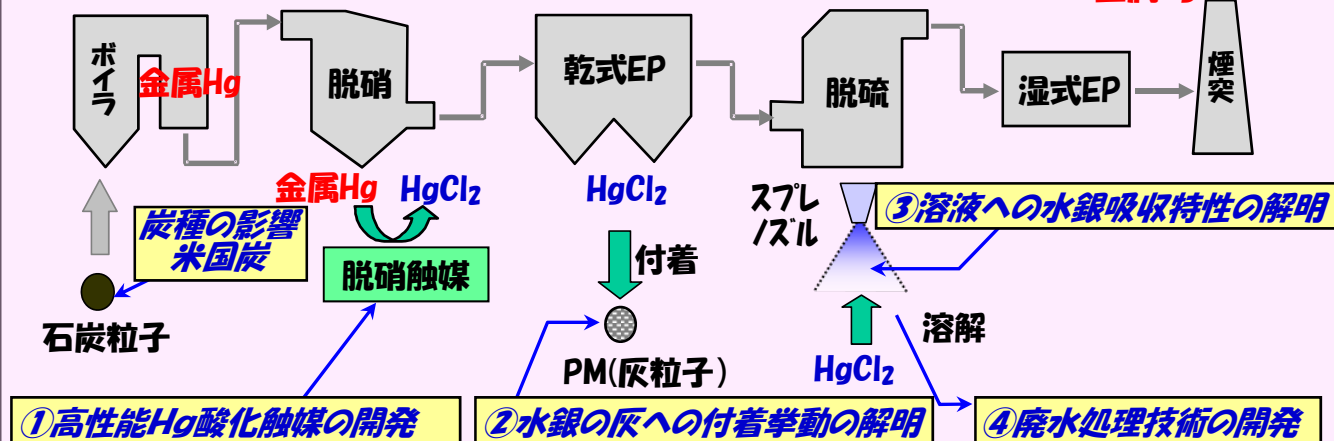 ボイラ
金属Hg
脱硝
乾式EP
脱硫
湿式EP
煙突
金属Hg
HgCl₂
HgCl₂
スプレ
ノズル
③溶液への水銀吸収特性の解明
炭種の影響
米国炭
脱硝触媒
付着
石炭粒子
溶解
PM(灰粒子)
HgCl₂
①高性能Hg酸化触媒の開発
②水銀の灰への付着挙動の解明
④廃水処理技術の開発